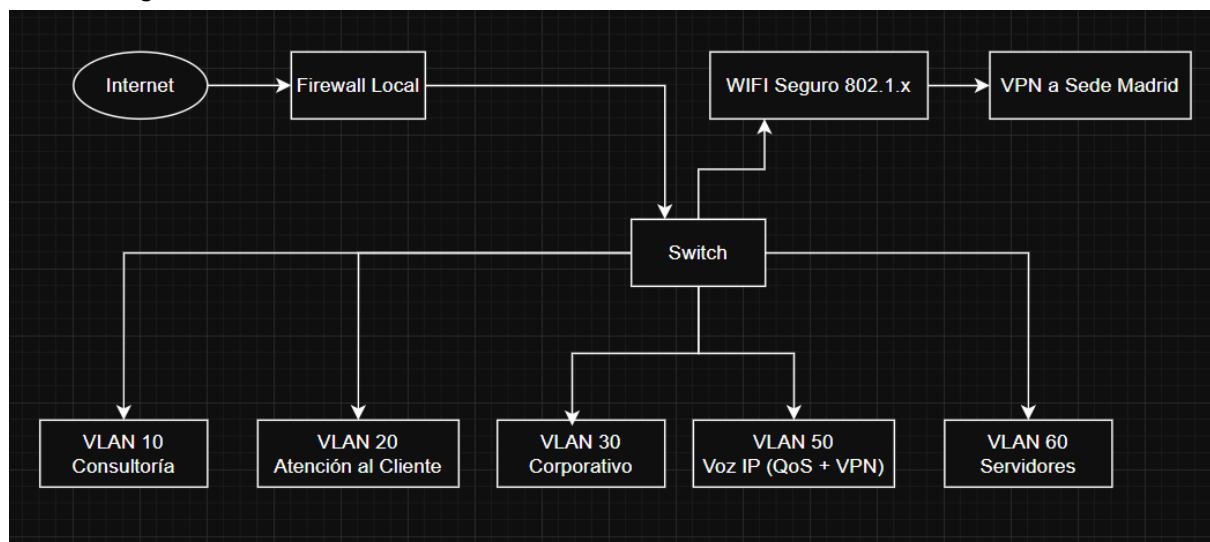 Internet
Firewall Local
WIFI Seguro 802.1.x
VPN a Sede Madrid
Switch
VLAN 10
Consultoría
VLAN 20
Atención al Cliente
VLAN 30
Corporativo
VLAN 50
Voz IP (QoS + VPN)
VLAN 60
Servidores